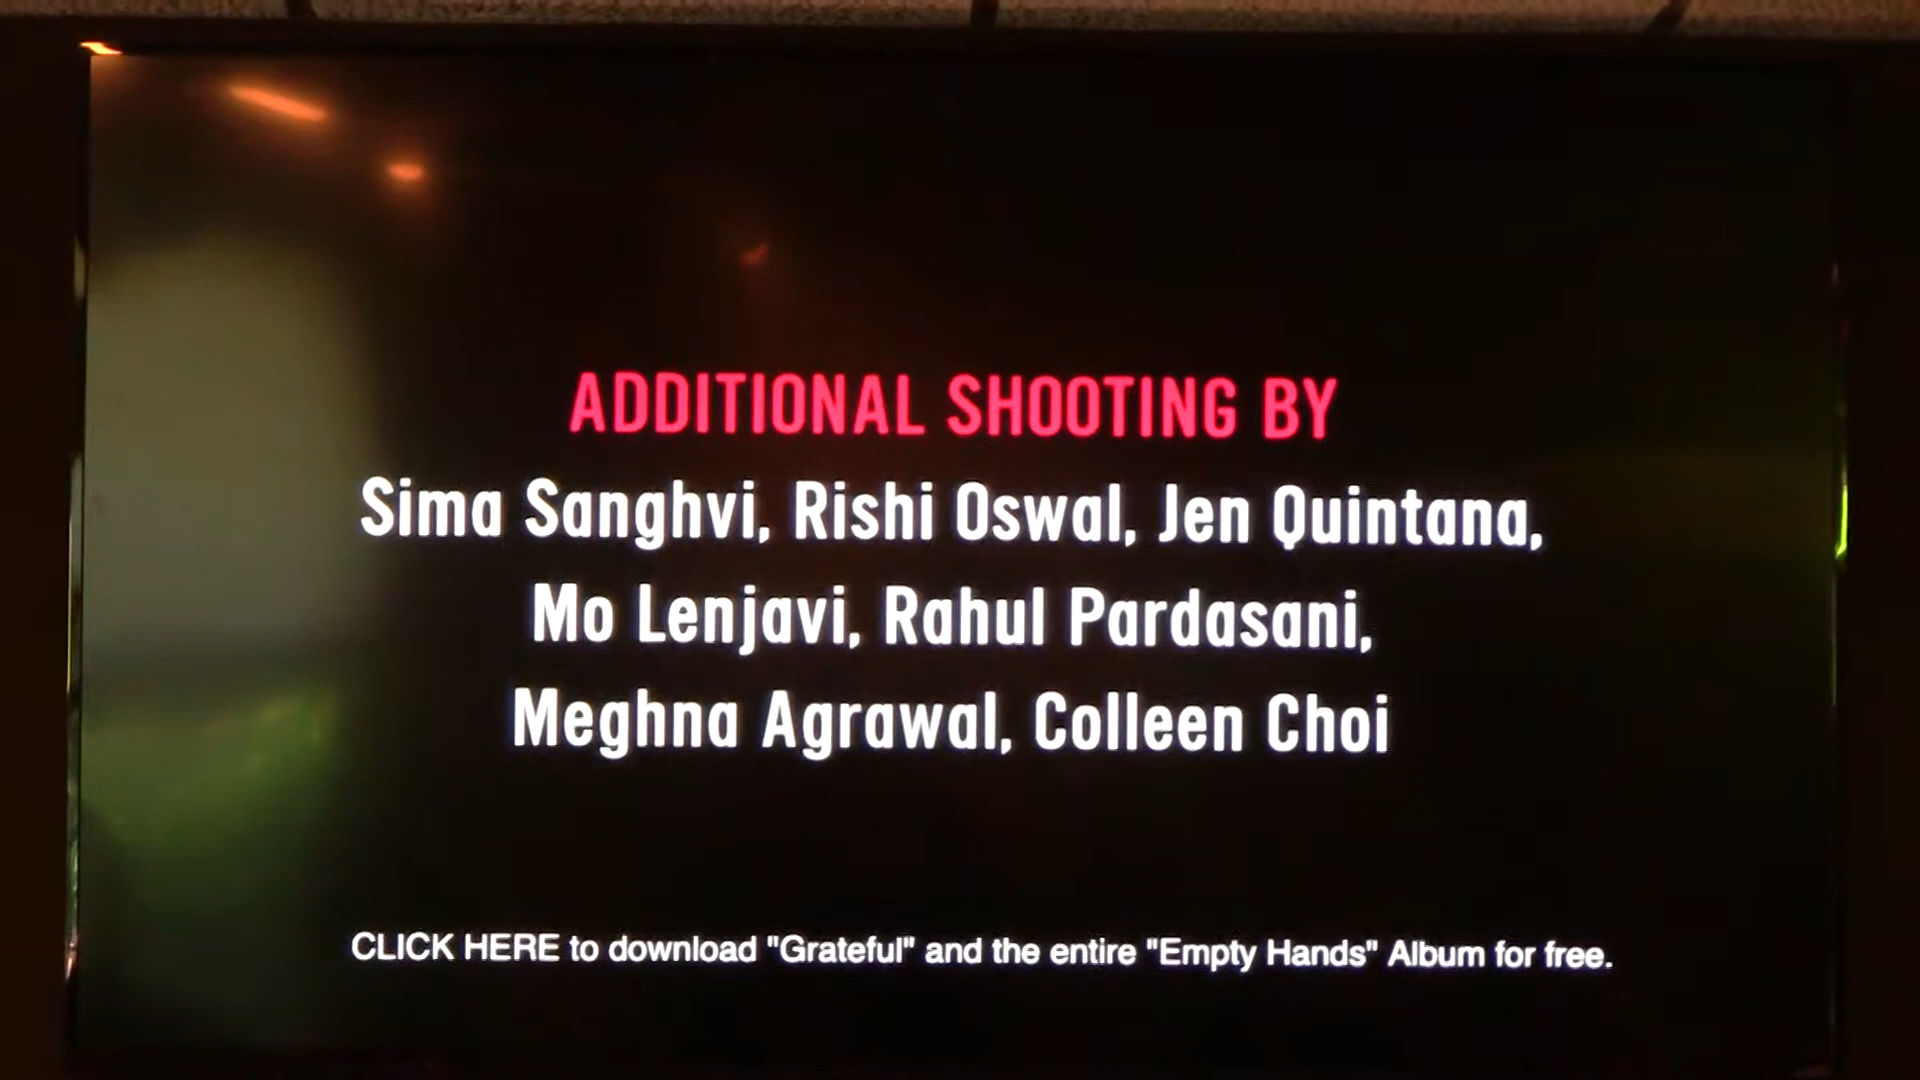 ADDITIONAL SHOOTING BY
Sima Sanghvi, Rishi Oswal, Jen Quintana,
Mo Lenjavi, Rahul Pardasani,
Meghna Agrawal, Colleen Choi
CLICK HERE to download "Grateful" and the entire "Empty Hands" Album for free.